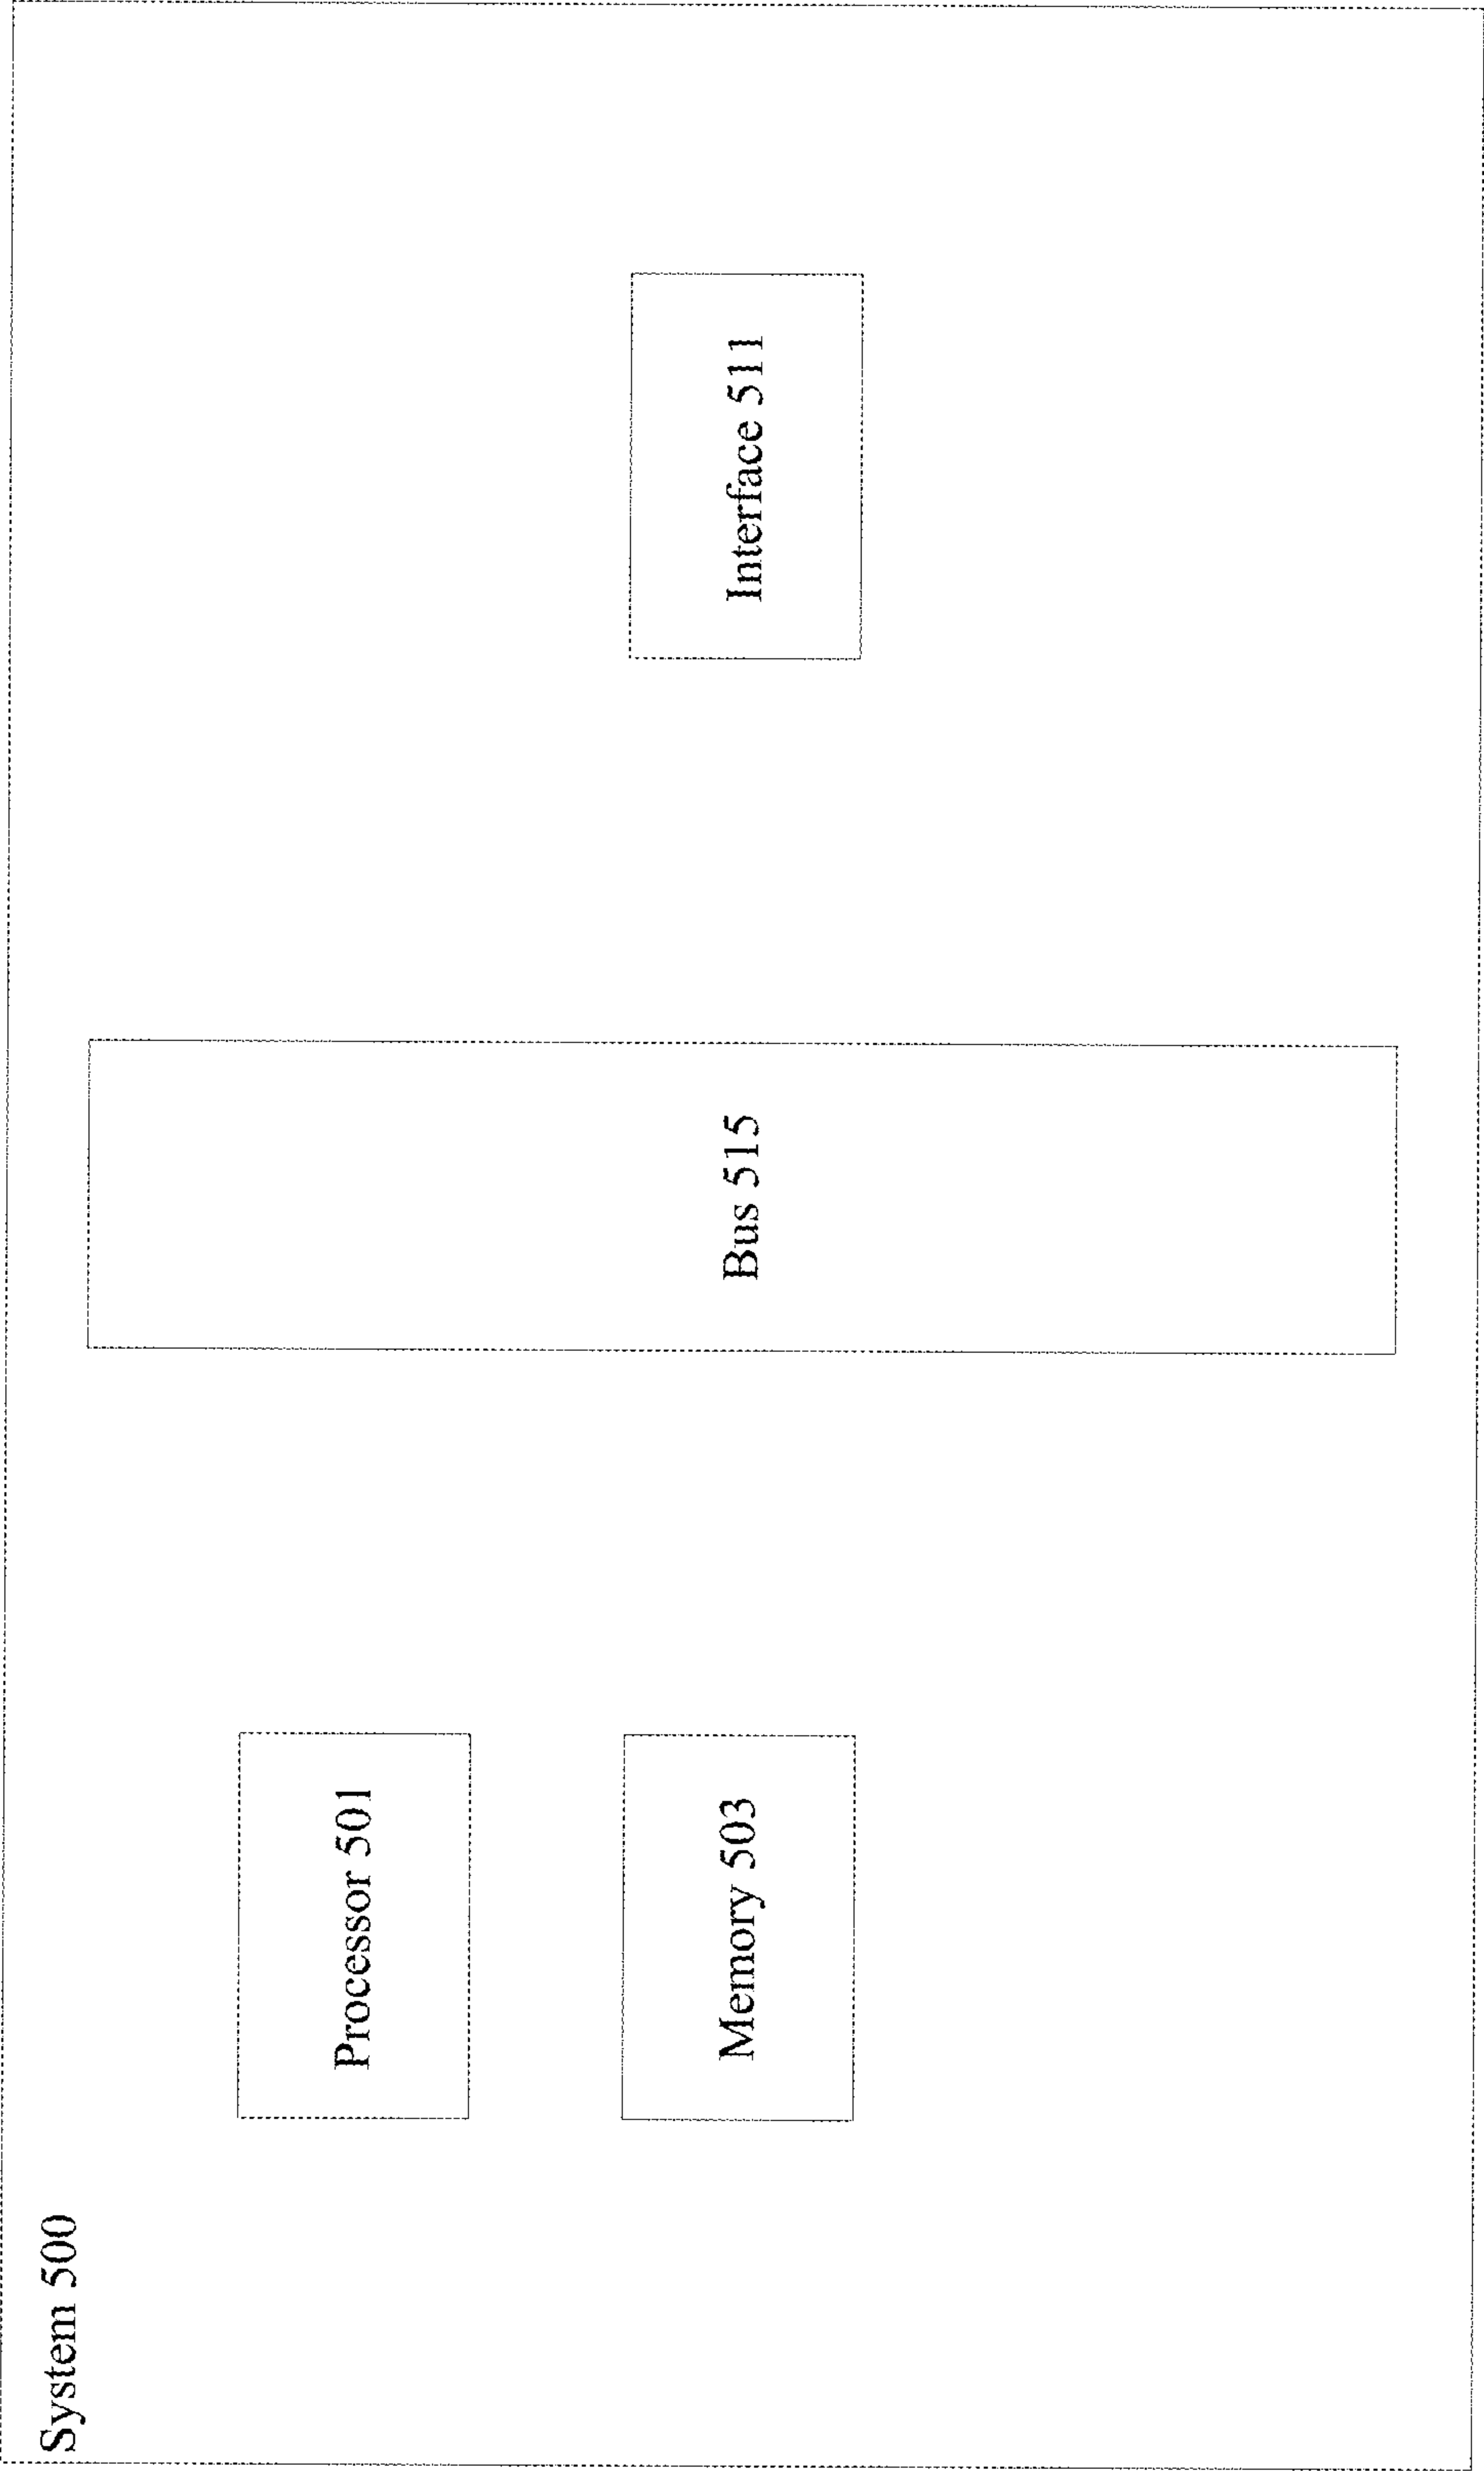 System 500
Processor 501
Memory 503
Bus 515
Interface 511